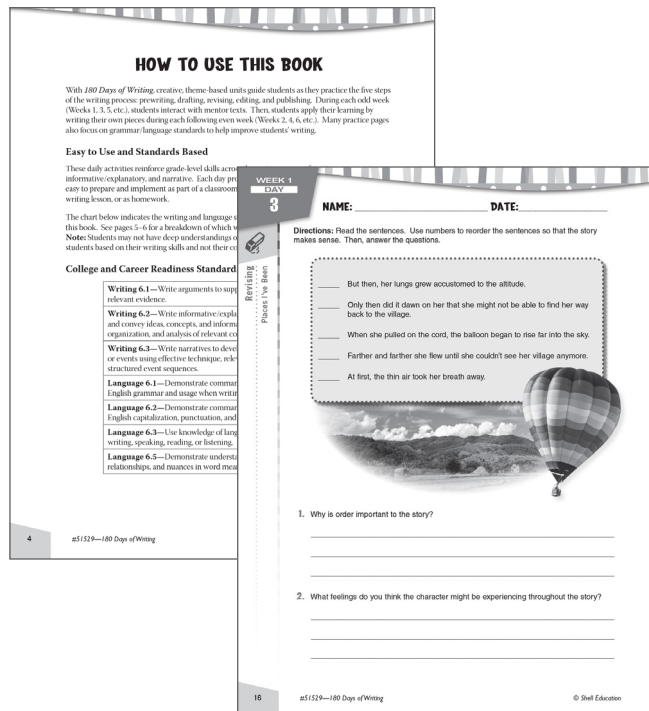 HOW TO USE THIS BOOK
With 180 Days of Writing, creative, theme-based units guide students as they practice the five steps
of the writing process: prewriting, drafting, revising, editing, and publishing. During each odd week
(Weeks 1, 3, 5, etc.), students interact with mentor texts. Then, students apply their learning by
writing their own pieces during each following even week (Weeks 2, 4, 6, etc.). Many practice pages
also focus on grammar/language standards to help improve students' writing.
Easy to Use and Standards Based
These daily activities reinforce grade-level skills
informative/explanatory, and narrative. Each day
easy to prepare and implement as part of a classroom
writing lesson, or as homework.
The chart below indicates the writing and language
this book. See pages 5–6 for a breakdown of which
Note: Students may not have deep understandings
students based on their writing skills and not their
College and Career Readiness Standard
Writing 6.1—Write arguments to
relevant evidence.
Writing 6.2—Write
and convey ideas, concepts, and
organization, and analysis of relevant
Writing 6.3—Write narratives to
or events using effective technique,
structured event sequences.
Language 6.1—Demonstrate
English grammar and usage when
Language 6.2—Demonstrate
English capitalization, punctuation, and
Language 6.3—Use knowledge of
writing, speaking, reading, or listening.
Language 6.5—Demonstrate
relationships, and nuances in word
4
#51529—180 Days of Writing
WEEK 1
DAY
3
NAME:
DATE:
Revising
Places I've Been
Directions: Read the sentences. Use numbers to reorder the sentences so that the story
makes sense. Then, answer the questions.
But then, her lungs grew accustomed to the altitude.
Only then did it dawn on her that she might not be able to find her way
back to the village.
When she pulled on the cord, the balloon began to rise far into the sky.
Farther and farther she flew until she couldn't see her village anymore.
At first, the thin air took her breath away.
1. Why is order important to the story?
2. What feelings do you think the character might be experiencing throughout the story?
16
#51529—180 Days of Writing
© Shell Education